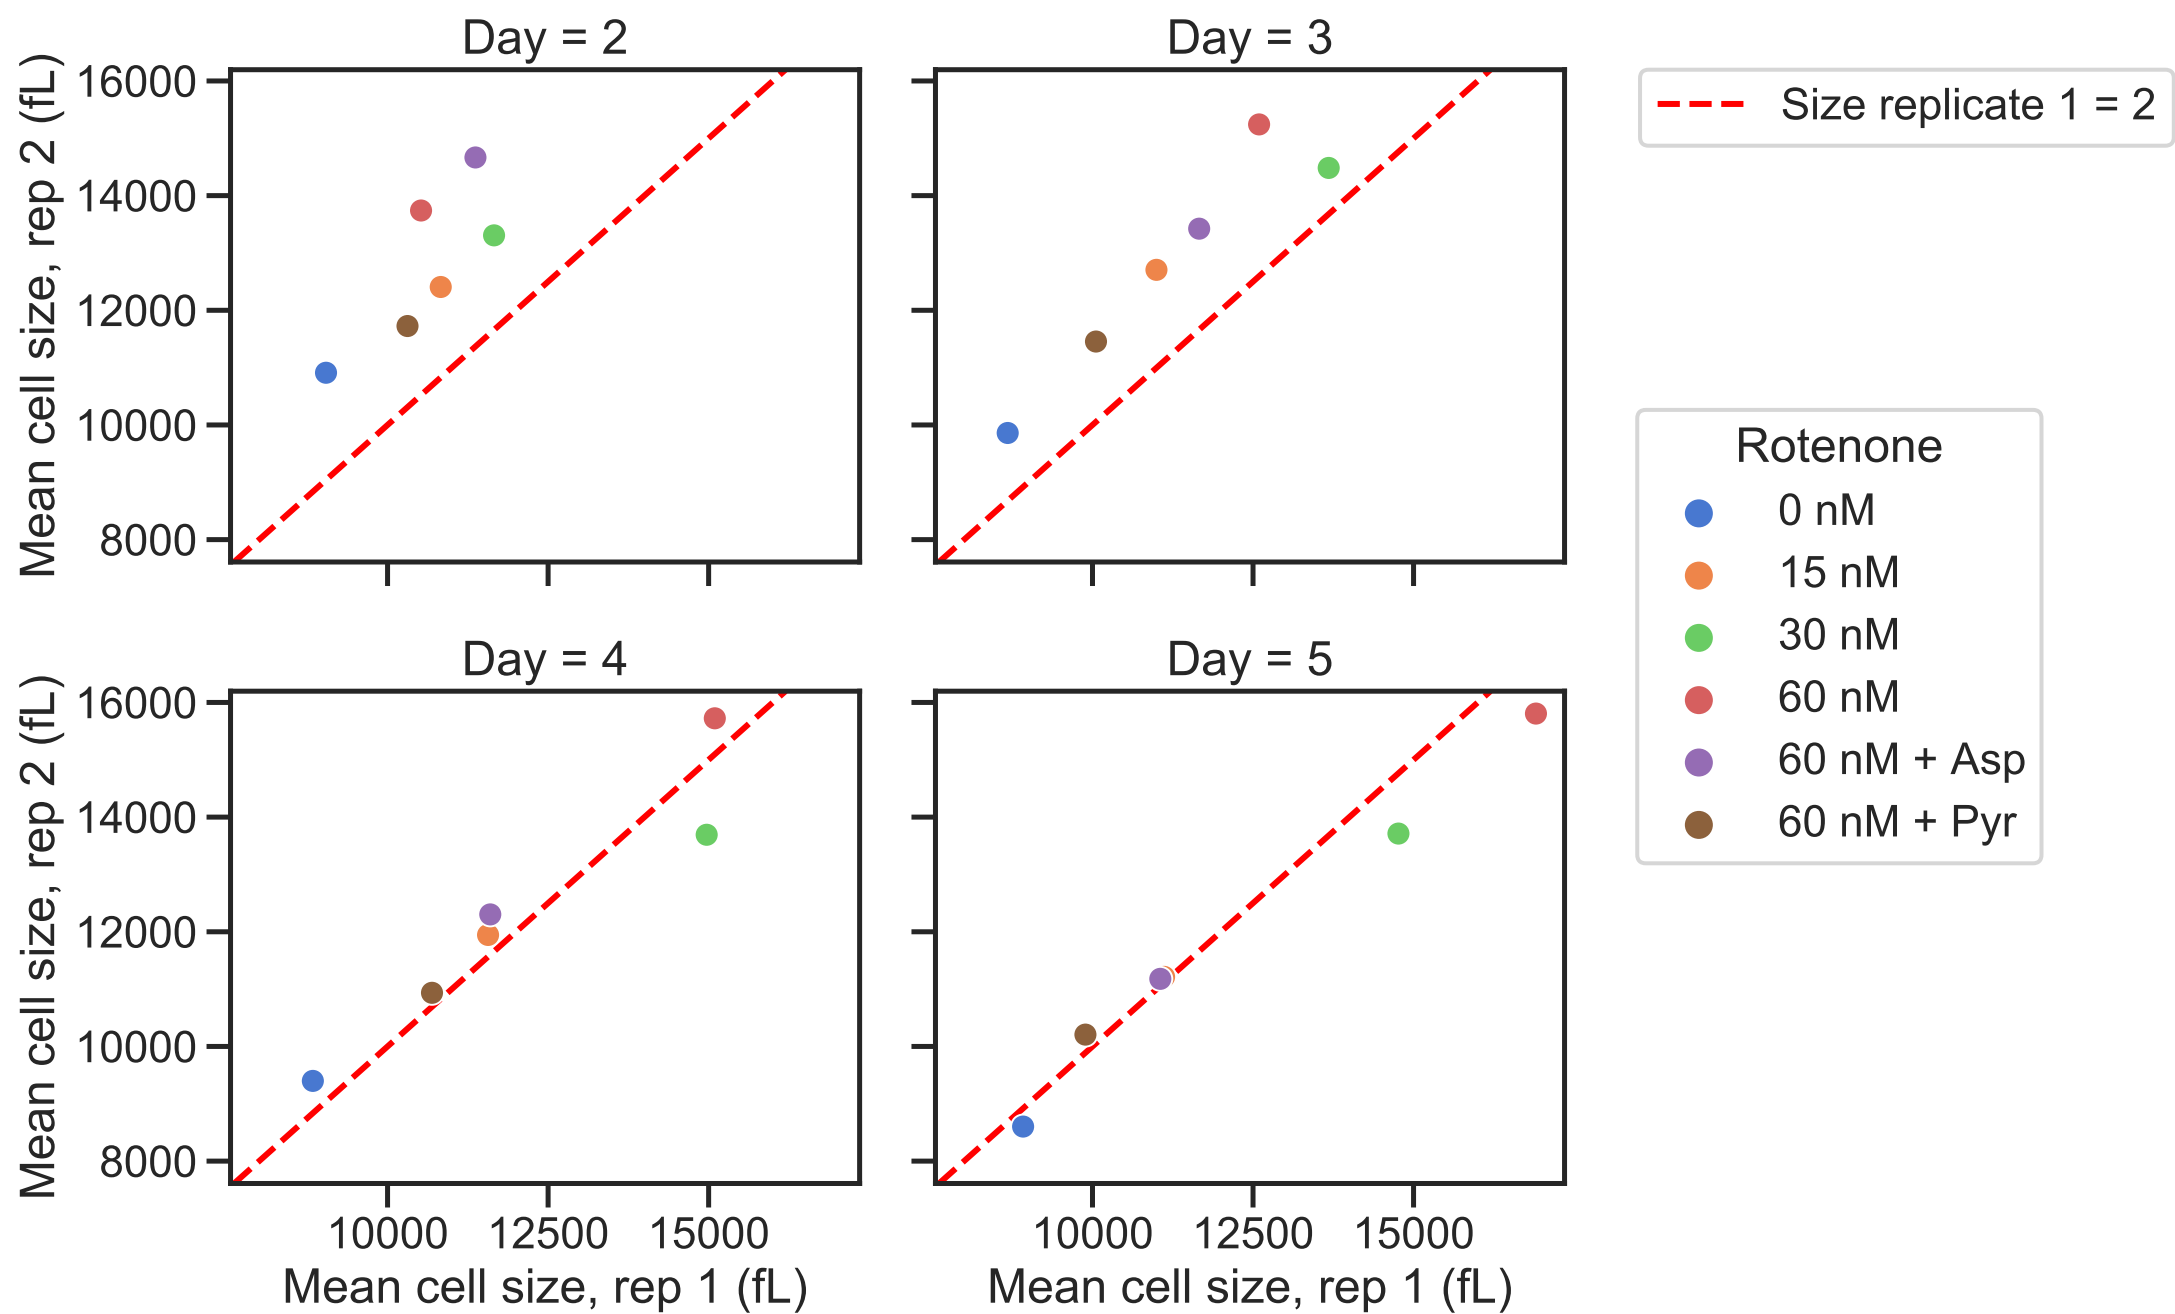 Day = 2
Day = 3
Mean cell size, rep 2 (fL)
16000
14000
12000
10000
8000
Size replicate 1 = 2
Rotenone
0 nM
15 nM
30 nM
60 nM
60 nM + Asp
60 nM + Pyr
Day = 4
Day = 5
Mean cell size, rep 2 (fL)
16000
14000
12000
10000
8000
10000 12500 15000
10000 12500 15000
Mean cell size, rep 1 (fL)
Mean cell size, rep 1 (fL)